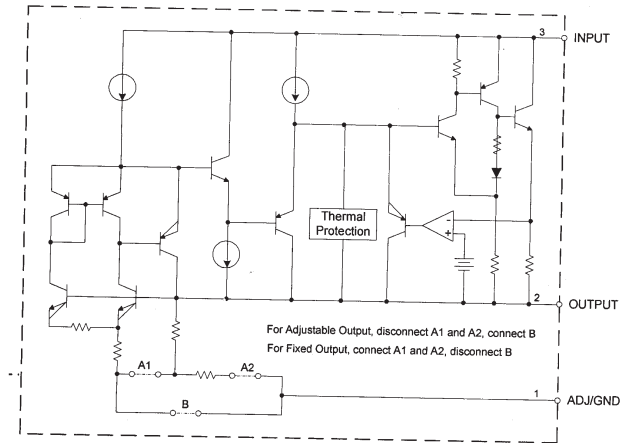 3
INPUT
Thermal
Protection
-
+
2
OUTPUT
For Adjustable Output, disconnect A1 and A2, connect B
For Fixed Output, connect A1 and A2, disconnect B
A1
A2
1
ADJ/GND
B